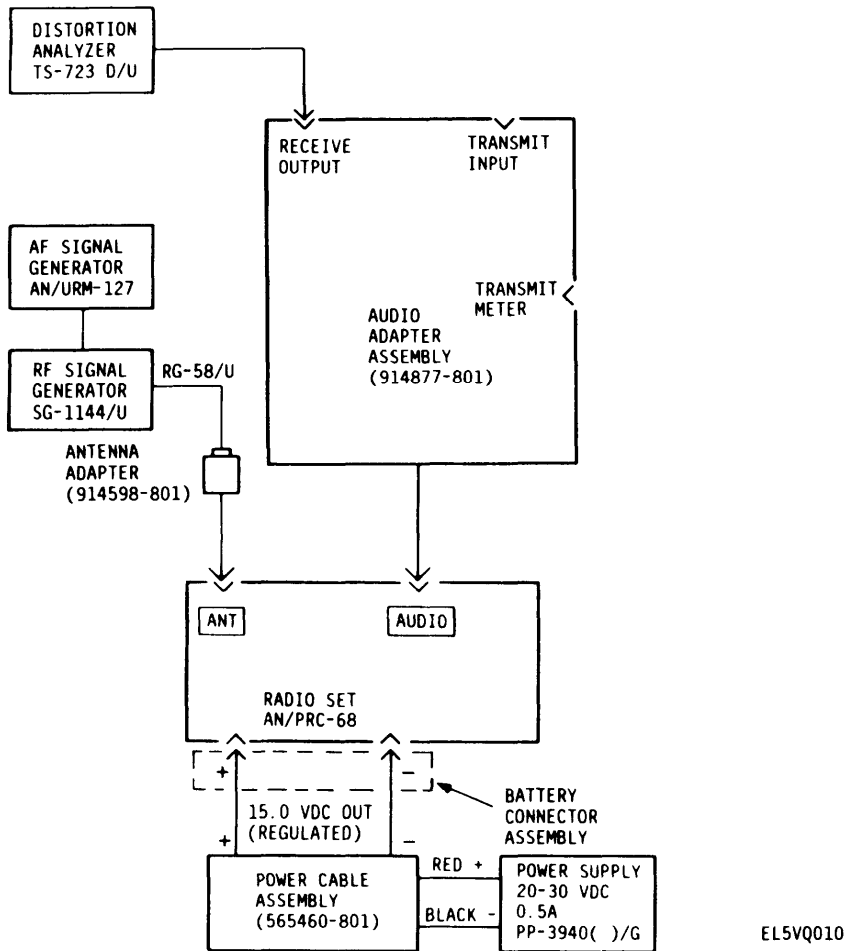 DISTORTION
ANALYZER
TS-723 D/U
RECEIVE
OUTPUT
TRANSMIT
INPUT
AF SIGNAL
GENERATOR
AN/URM-127
TRANSMIT
METER
AUDIO
ADAPTER
ASSEMBLY
(914877-801)
RF SIGNAL
GENERATOR
SG-1144/U
RG-58/U
ANTENNA
ADAPTER
(914598-801)
ANT
AUDIO
RADIO SET
AN/PRC-68
+ -
15.0 VDC OUT
(REGULATED)
+ -
BATTERY
CONNECTOR
ASSEMBLY
POWER CABLE
ASSEMBLY
(565460-801)
RED +
BLACK -
POWER SUPPLY
20-30 VDC
0.5A
PP-3940( )/G
EL5VQ010